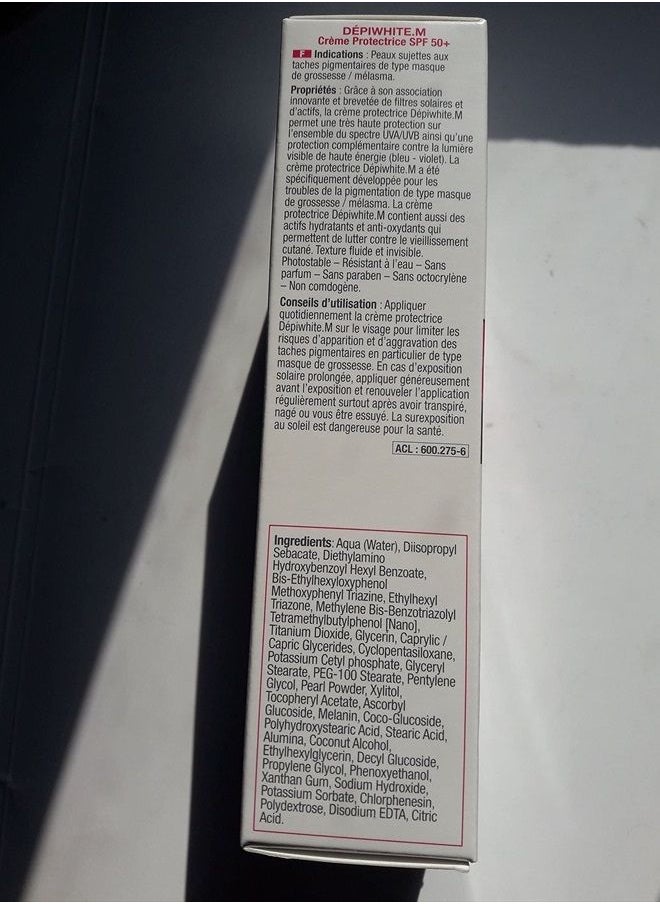 DÉPIWHITE.M
Crème Protectrice SPF 50+
F Indications : Peaux sujettes aux
taches pigmentaires de type masque
de grossesse / mélasma.
Propriétés : Grâce à son association
innovante et brevetée de filtres solaires et
d'actifs, la crème protectrice Dépiwhite.M
permet une très haute protection sur
l'ensemble du spectre UVA/UVB ainsi qu'une
protection complémentaire contre la lumière
visible de haute énergie (bleu - violet). La
crème protectrice Dépiwhite.M a été
spécifiquement développée pour les
troubles de la pigmentation de type masque
de grossesse / mélasma. La crème
protectrice Dépiwhite.M contient aussi des
actifs hydratants et anti-oxydants qui
permettent de lutter contre le vieillissement
cutané. Texture fluide et invisible.
Photostable – Résistant à l'eau – Sans
parfum – Sans paraben – Sans octocrylène
– Non comdogène.
Conseils d'utilisation : Appliquer
quotidiennement la crème protectrice
Dépiwhite.M sur le visage pour limiter les
risques d'apparition et d'aggravation des
taches pigmentaires en particulier de type
masque de grossesse. En cas d'exposition
solaire prolongée, appliquer généreusement
avant l'exposition et renouveler l'application
régulièrement surtout après avoir transpiré,
nagé ou vous être essuyé. La surexposition
au soleil est dangereuse pour la santé.
ACL : 600.275-6
Ingredients: Aqua (Water), Diisopropyl
Sebacate, Diethylamino
Hydroxybenzoyl Hexyl Benzoate,
Bis-Ethylhexyloxyphenol
Methoxyphenyl Triazine, Ethylhexyl
Triazone, Methylene Bis-Benzotriazolyl
Tetramethylbutylphenol [Nano],
Titanium Dioxide, Glycerin, Caprylic /
Capric Glycerides, Cyclopentasiloxane,
Potassium Cetyl phosphate, Glyceryl
Stearate, PEG-100 Stearate, Pentylene
Glycol, Pearl Powder, Xylitol,
Tocopheryl Acetate, Ascorbyl
Glucoside, Melanin, Coco-Glucoside,
Polyhydroxystearic Acid, Stearic Acid,
Alumina, Coconut Alcohol,
Ethylhexylglycerin, Decyl Glucoside,
Propylene Glycol, Phenoxyethanol,
Xanthan Gum, Sodium Hydroxide,
Potassium Sorbate, Chlorphenesin,
Polydextrose, Disodium EDTA, Citric
Acid.